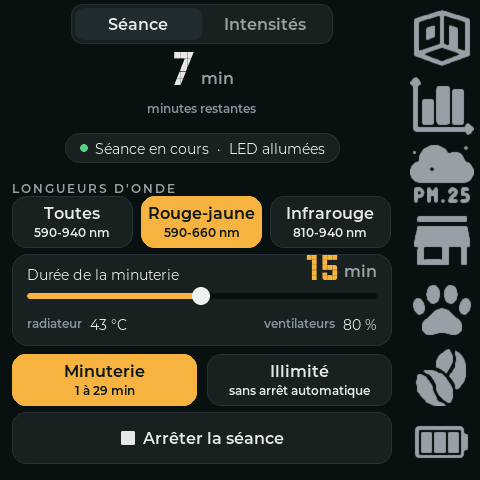 Séance Intensités
7 min
minutes restantes
Séance en cours · LED allumées
LONGUEURS D'ONDE
Toutes Rouge-jaune Infrarouge
590-940 nm 590-660 nm 810-940 nm
Durée de la minuterie 15 min
radiateur 43 °C ventilateurs 80 %
Minuterie Illimité
1 à 29 min sans arrêt automatique
Arrêter la séance
PM.25